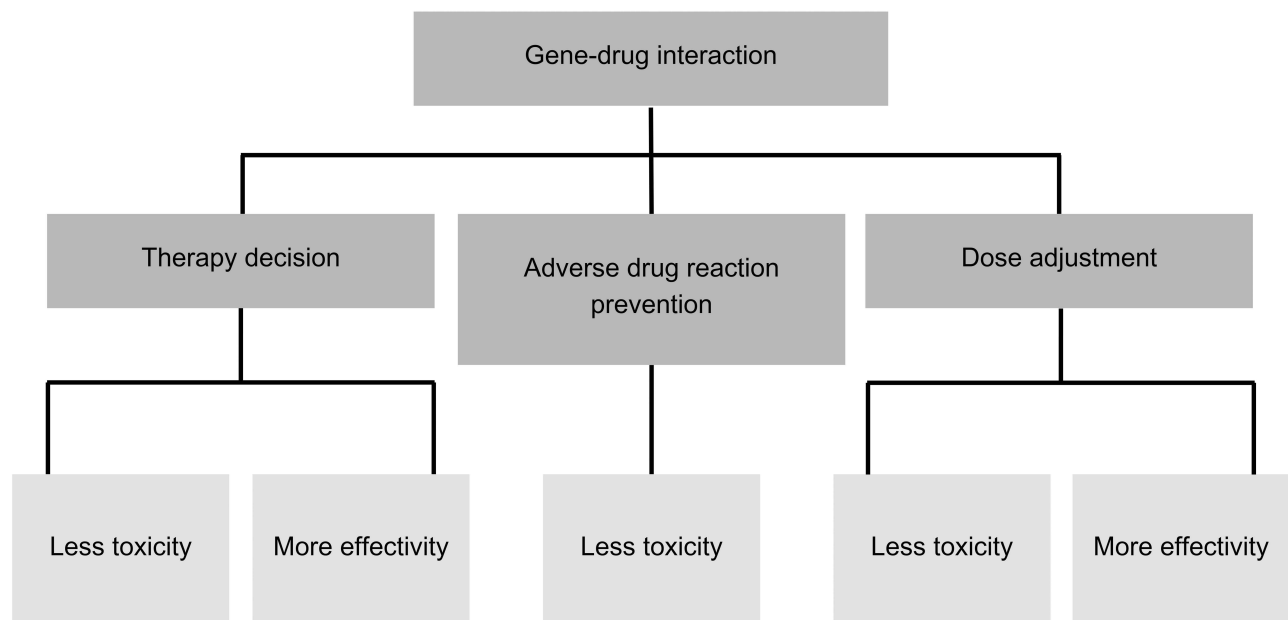 Gene-drug interaction
Therapy decision
Adverse drug reaction
prevention
Dose adjustment
Less toxicity
More effectivity
Less toxicity
Less toxicity
More effectivity